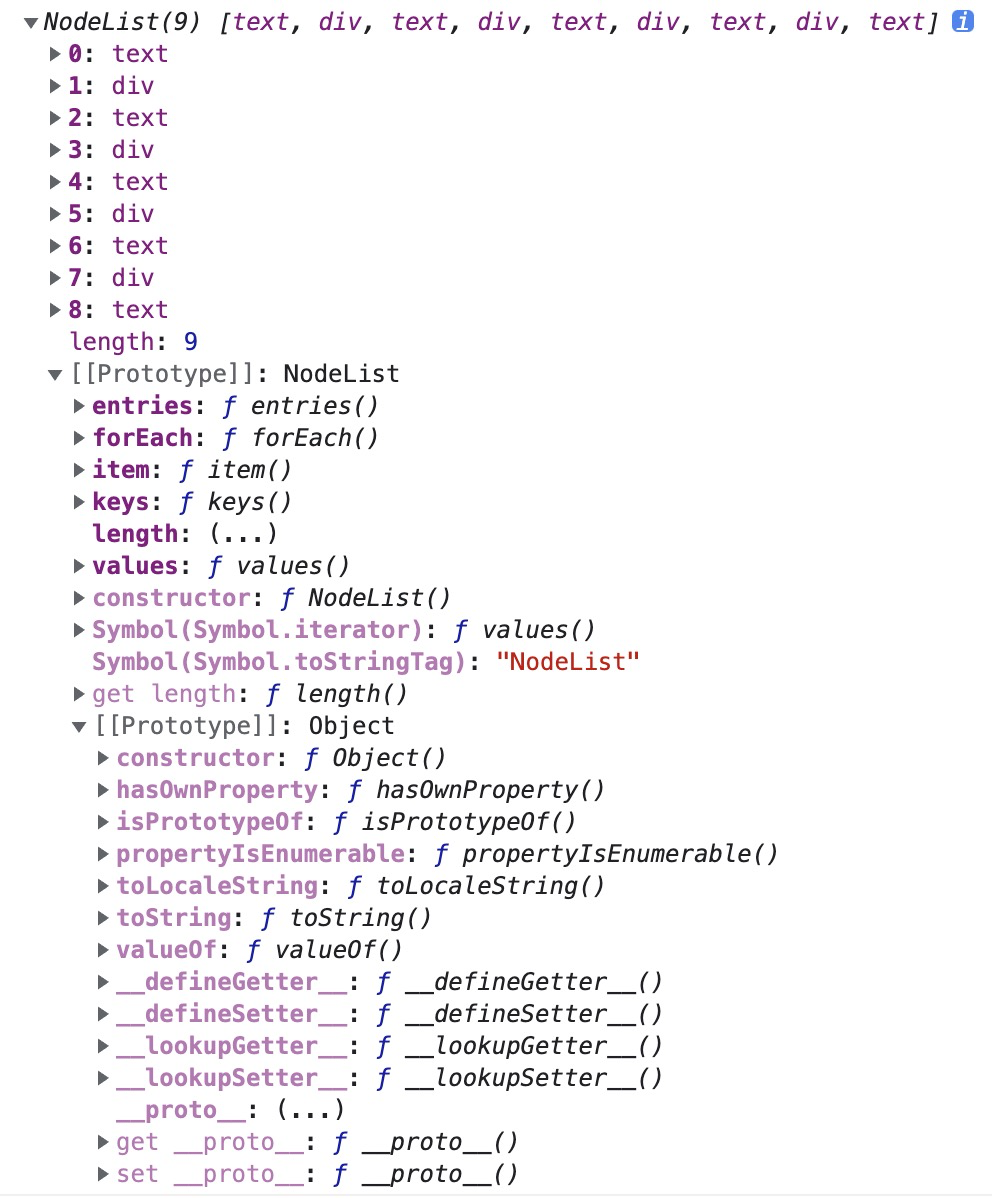 NodeList(9) [text, div, text, div, text, div, text, div, text] i
0: text
1: div
2: text
3: div
4: text
5: div
6: text
7: div
8: text
length: 9
[[Prototype]]: NodeList
entries: ƒ entries()
forEach: ƒ forEach()
item: ƒ item()
keys: ƒ keys()
length: (...)
values: ƒ values()
constructor: ƒ NodeList()
Symbol(Symbol.iterator): ƒ values()
Symbol(Symbol.toStringTag): "NodeList"
get length: ƒ length()
[[Prototype]]: Object
constructor: ƒ Object()
hasOwnProperty: ƒ hasOwnProperty()
isPrototypeOf: ƒ isPrototypeOf()
propertyIsEnumerable: ƒ propertyIsEnumerable()
toLocaleString: ƒ toLocaleString()
toString: ƒ toString()
valueOf: ƒ valueOf()
__defineGetter__: ƒ __defineGetter__()
__defineSetter__: ƒ __defineSetter__()
__lookupGetter__: ƒ __lookupGetter__()
__lookupSetter__: ƒ __lookupSetter__()
__proto__: (...)
get __proto__: ƒ __proto__()
set __proto__: ƒ __proto__()